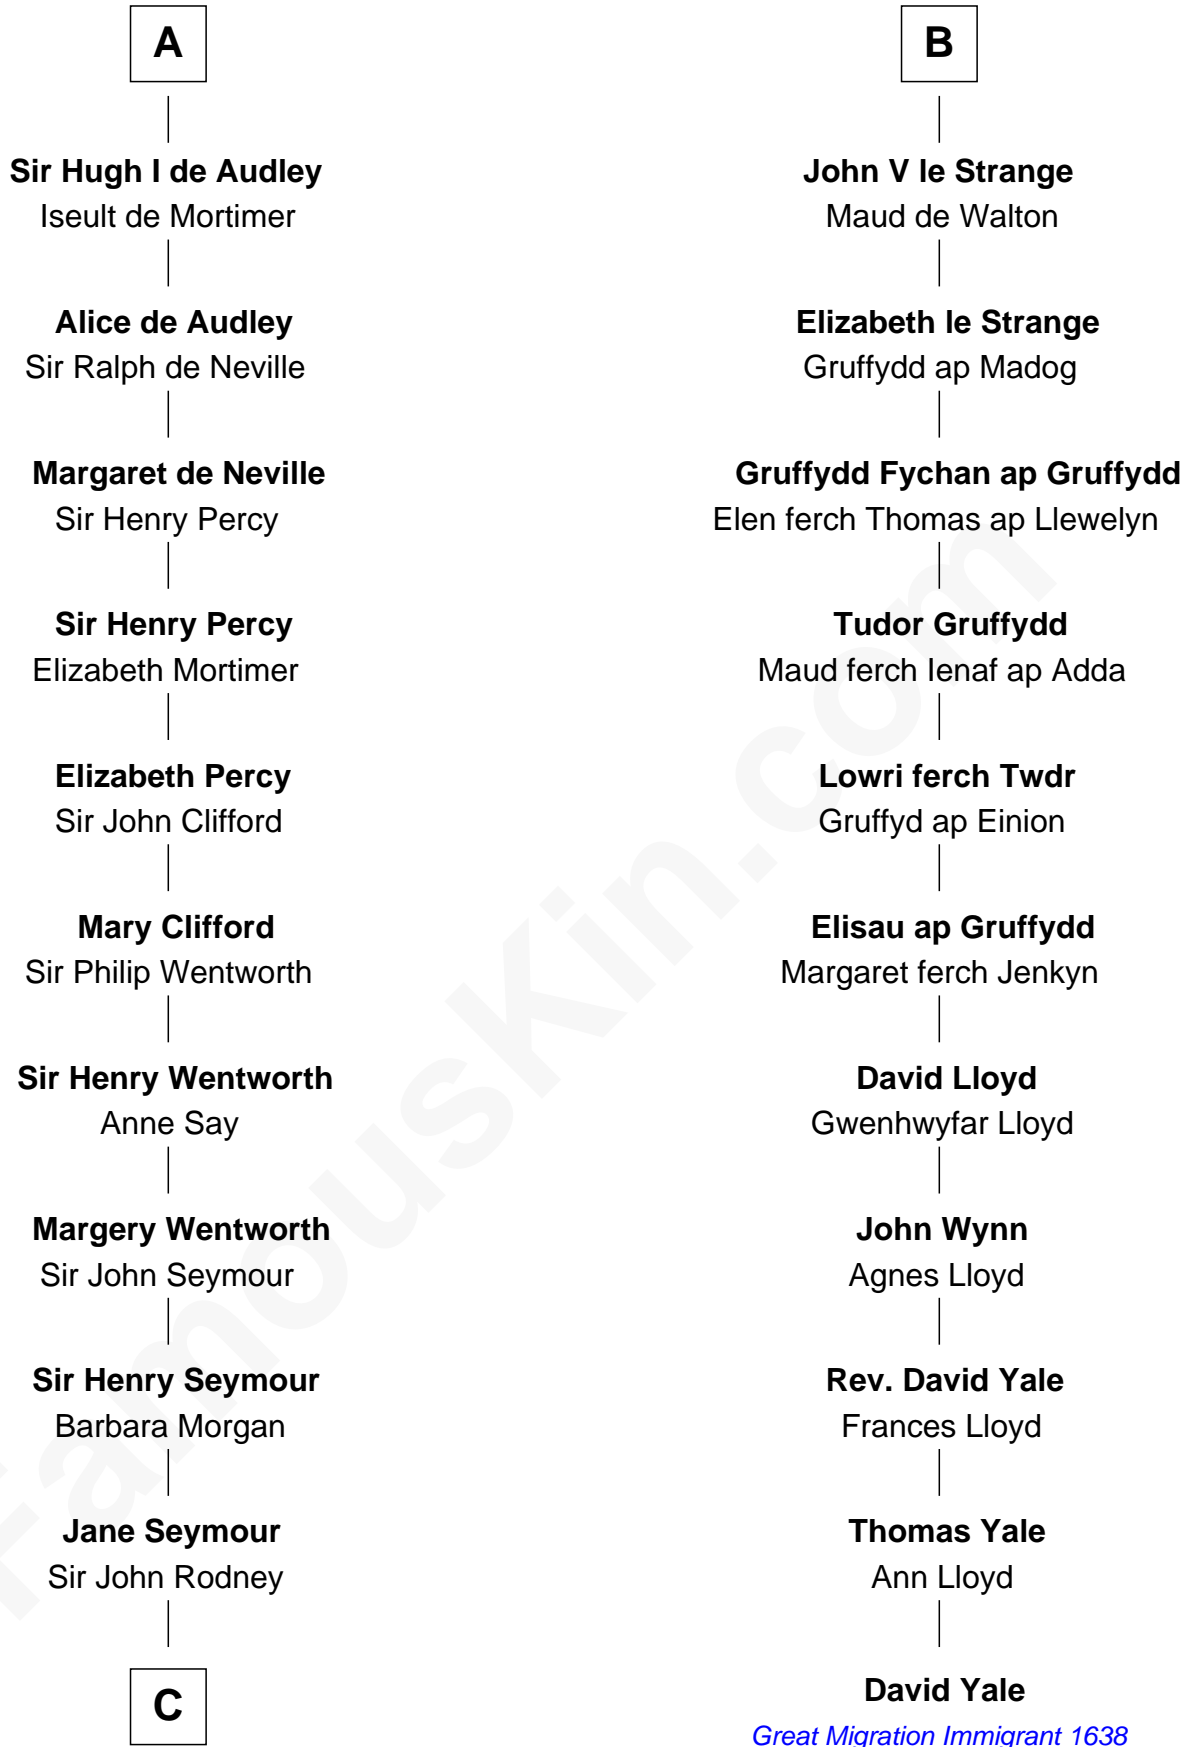 A
Sir Hugh I de Audley
Iseult de Mortimer
Alice de Audley
Sir Ralph de Neville
Margaret de Neville
Sir Henry Percy
Sir Henry Percy
Elizabeth Mortimer
Elizabeth Percy
Sir John Clifford
Mary Clifford
Sir Philip Wentworth
Sir Henry Wentworth
Anne Say
Margery Wentworth
Sir John Seymour
Sir Henry Seymour
Barbara Morgan
Jane Seymour
Sir John Rodney
C
B
John V le Strange
Maud de Walton
Elizabeth le Strange
Gruffydd ap Madog
Gruffydd Fychan ap Gruffydd
Elen ferch Thomas ap Llewelyn
Tudor Gruffydd
Maud ferch Ienaf ap Adda
Lowri ferch Twdr
Gruffyd ap Einion
Elisau ap Gruffydd
Margaret ferch Jenkyn
David Lloyd
Gwenhwyfar Lloyd
John Wynn
Agnes Lloyd
Rev. David Yale
Frances Lloyd
Thomas Yale
Ann Lloyd
David Yale
Great Migration Immigrant 1638
FamousKin.com